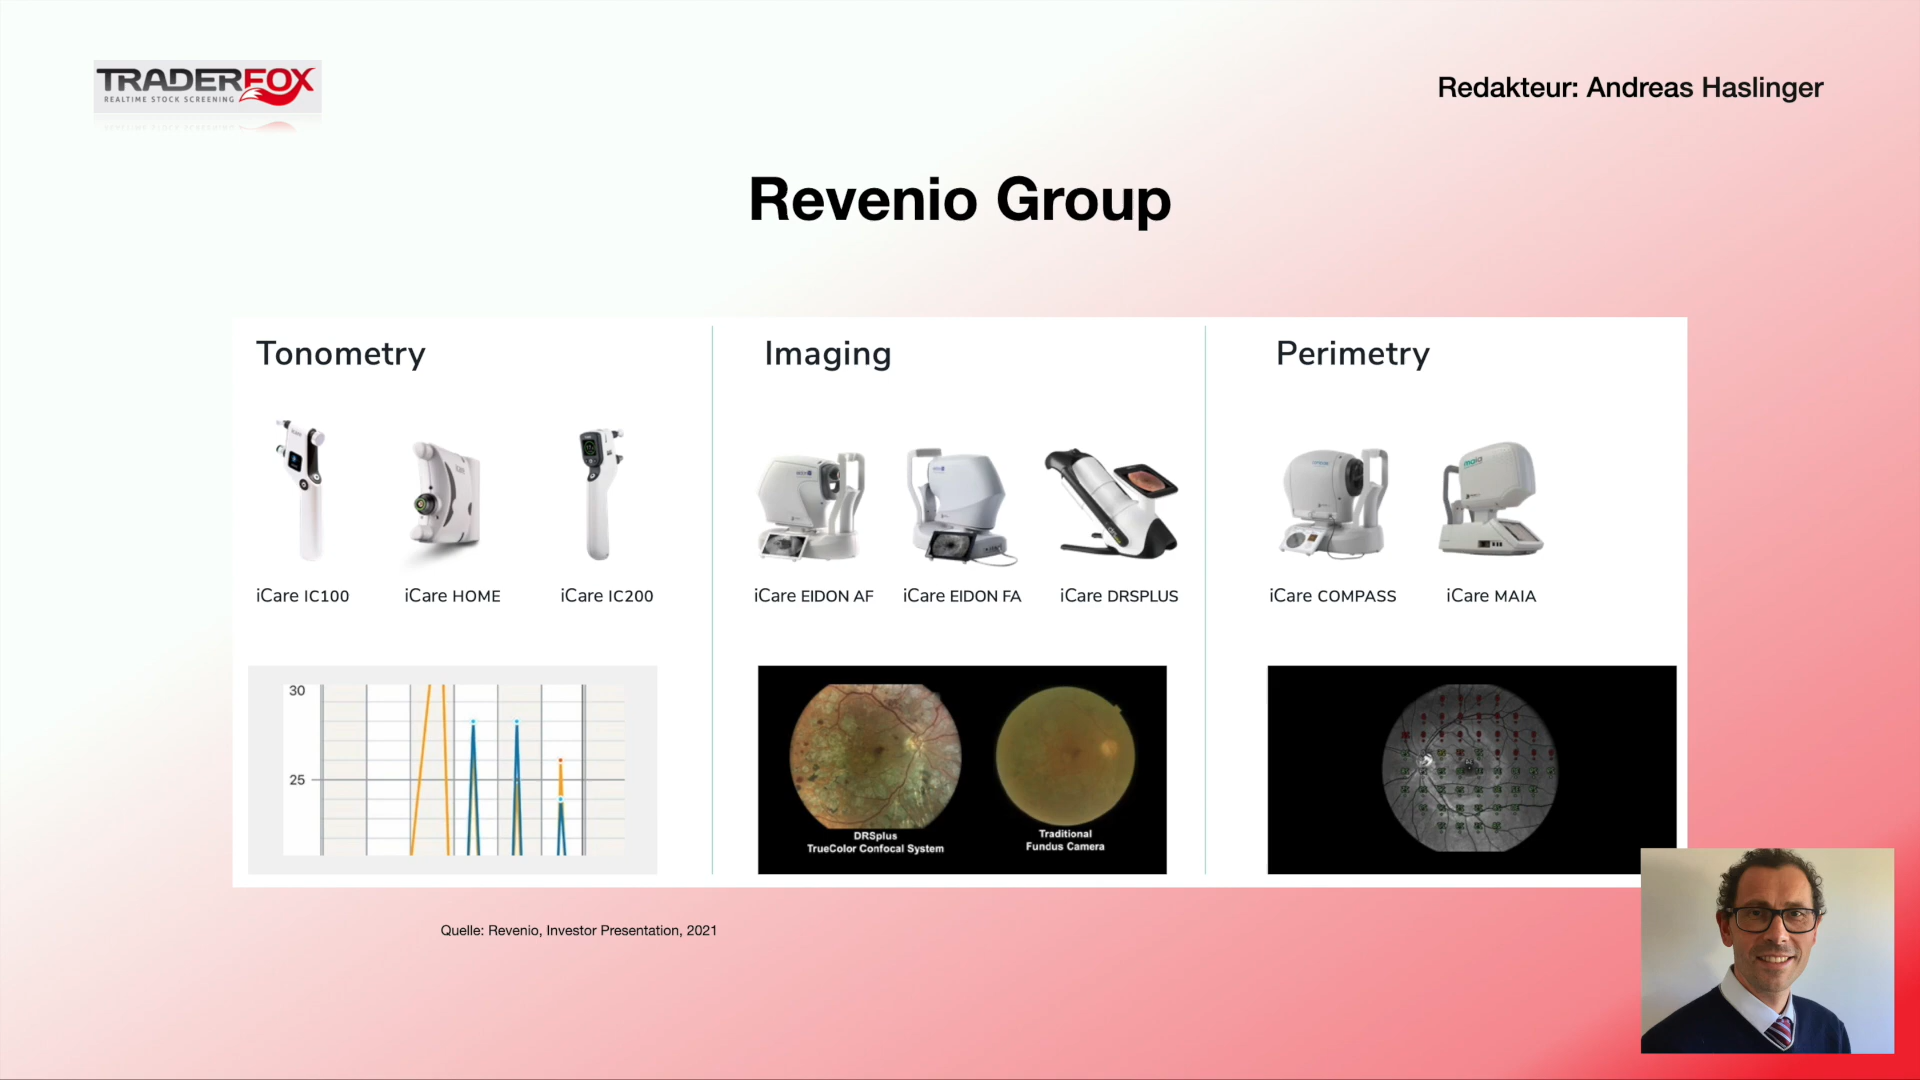 TRADERFOX
REALTIME STOCK SCREENING
Redakteur: Andreas Haslinger
Revenio Group
Tonometry
Imaging
Perimetry
iCare IC100
iCare HOME
iCare IC200
iCare EIDON AF
iCare EIDON FA
iCare DRSPLUS
iCare COMPASS
iCare MAIA
30
25
DRSplus
TrueColor Confocal System
Traditional
Fundus Camera
Quelle: Revenio, Investor Presentation, 2021